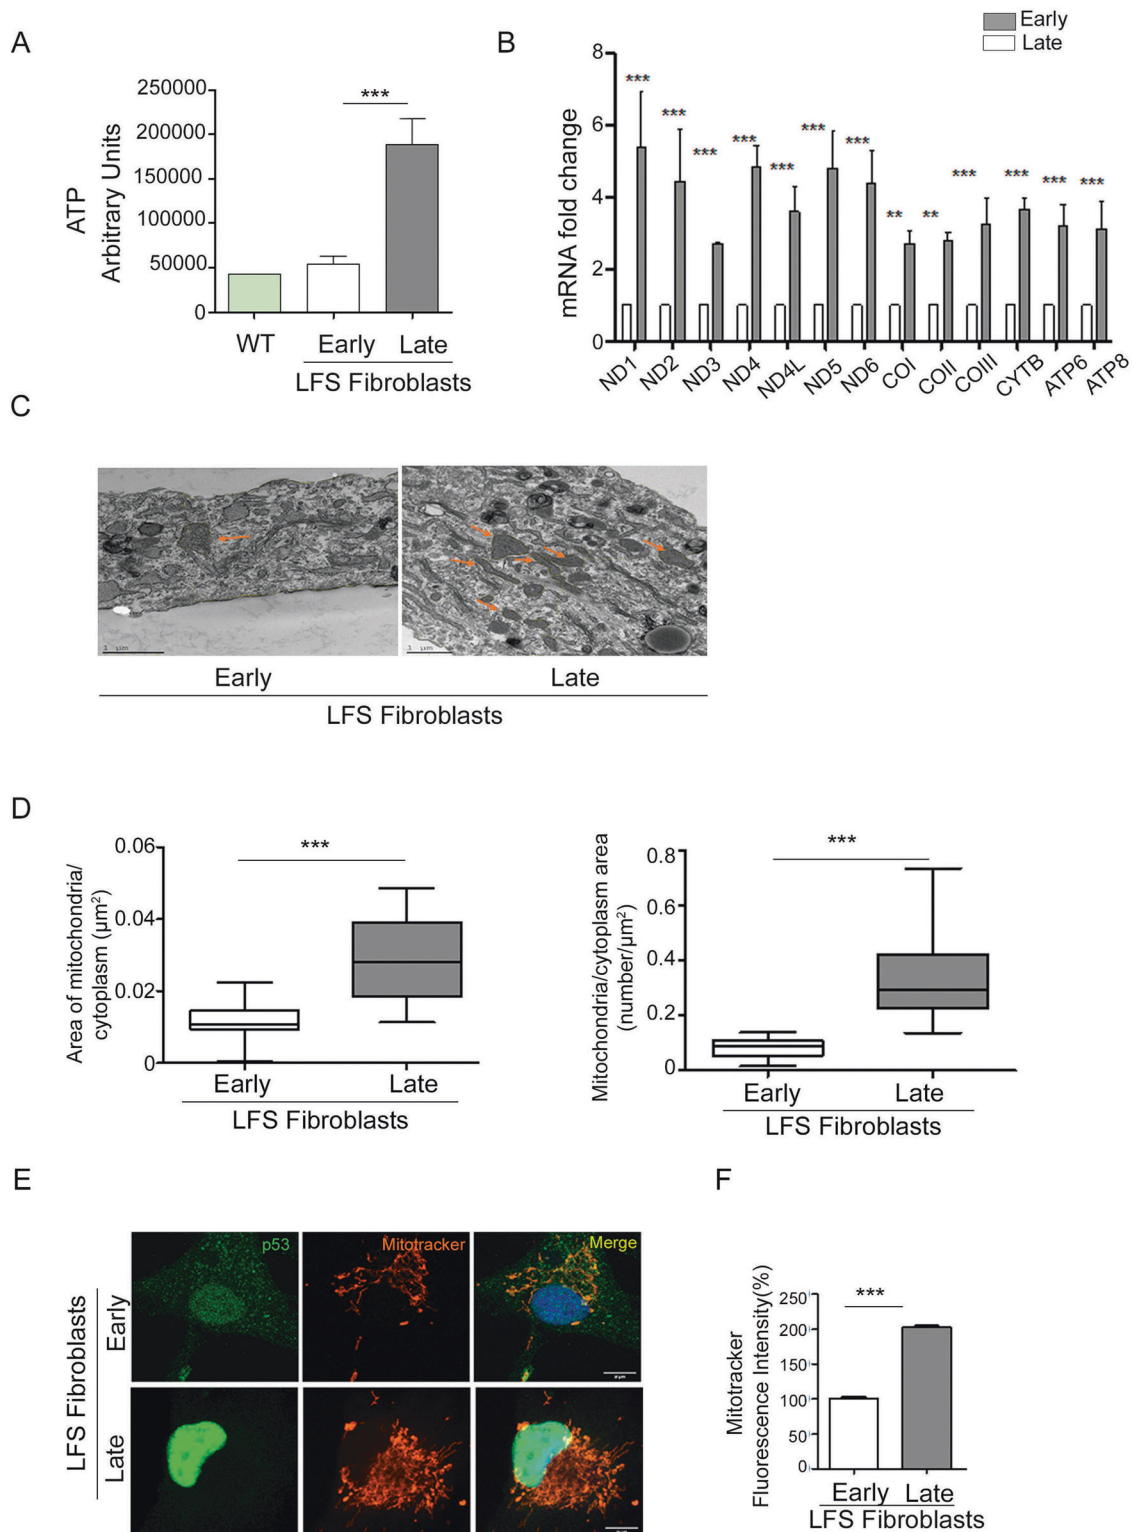 A
ATP
Arbitrary Units
250000
200000
150000
100000
50000
0
***
WT
Early
Late
LFS Fibroblasts
B
Early
Late
mRNA fold change
8
6
4
2
0
***
***
***
***
***
***
***
**
**
***
***
***
***
ND1
ND2
ND3
ND4
ND4L
ND5
ND6
COI
COII
COIII
CYTB
ATP6
ATP8
C
1 µm
Early
Late
LFS Fibroblasts
D
Area of mitochondria/
cytoplasm (µm²)
0.06
0.04
0.02
0
***
Early
Late
LFS Fibroblasts
Mitochondria/cytoplasm area
(number/µm²)
0.8
0.6
0.4
0.2
0
***
Early
Late
LFS Fibroblasts
E
LFS Fibroblasts
Early
Late
p53
Mitotracker
Merge
F
Mitotracker
Fluorescence Intensity(%)
250
200
150
100
50
0
***
Early
Late
LFS Fibroblasts